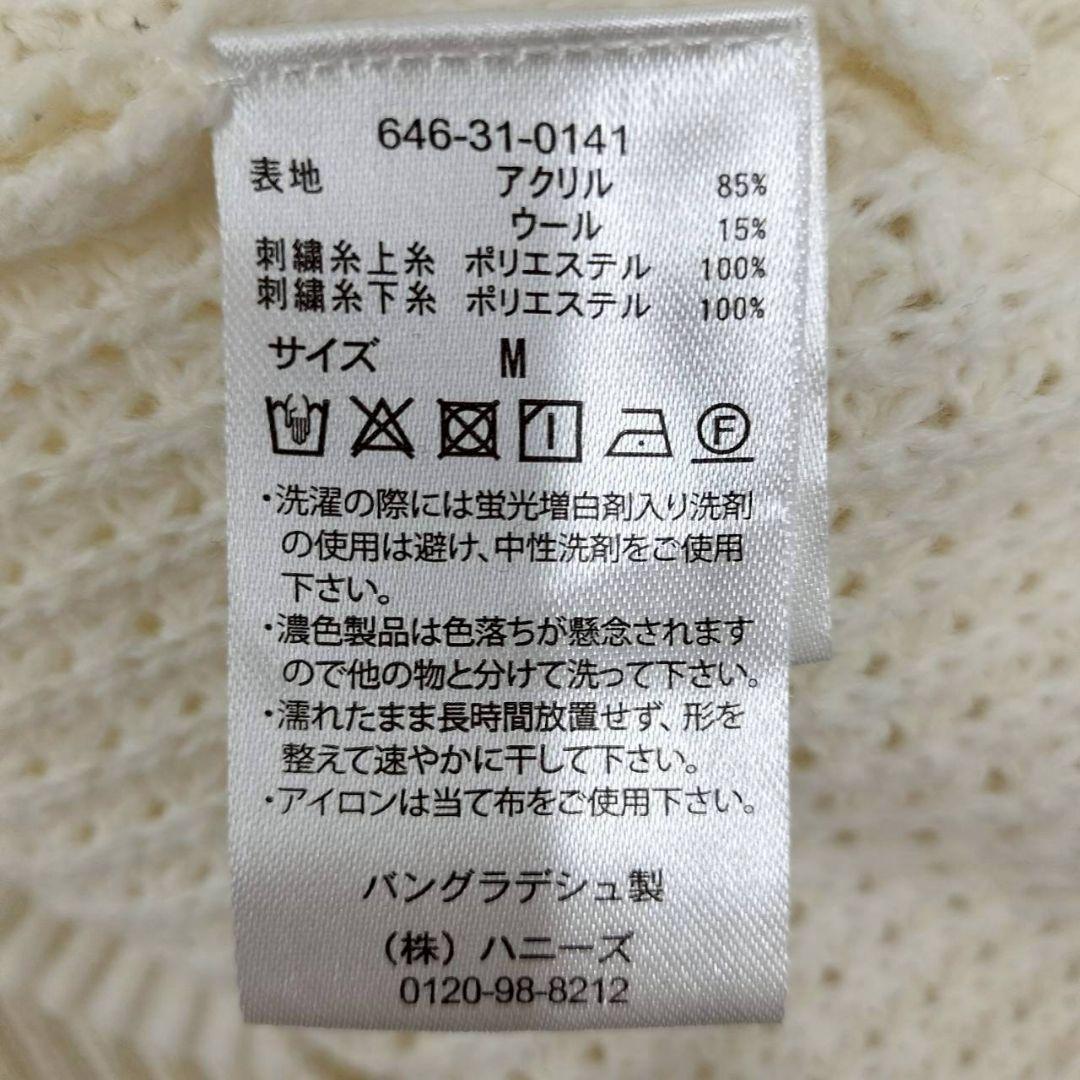 646-31-0141
表地 アクリル 85%
ウール 15%
刺繍糸上糸 ポリエステル 100%
刺繍糸下糸 ポリエステル 100%
サイズ M
F
・洗濯の際には蛍光増白剤入り洗剤
の使用は避け、中性洗剤をご使用
下さい。
・濃色製品は色落ちが懸念されます
ので他の物と分けて洗って下さい。
・濡れたまま長時間放置せず、形を
整えて速やかに干して下さい。
・アイロンは当て布をご使用下さい。
バングラデシュ製
（株）ハニーズ
0120-98-8212